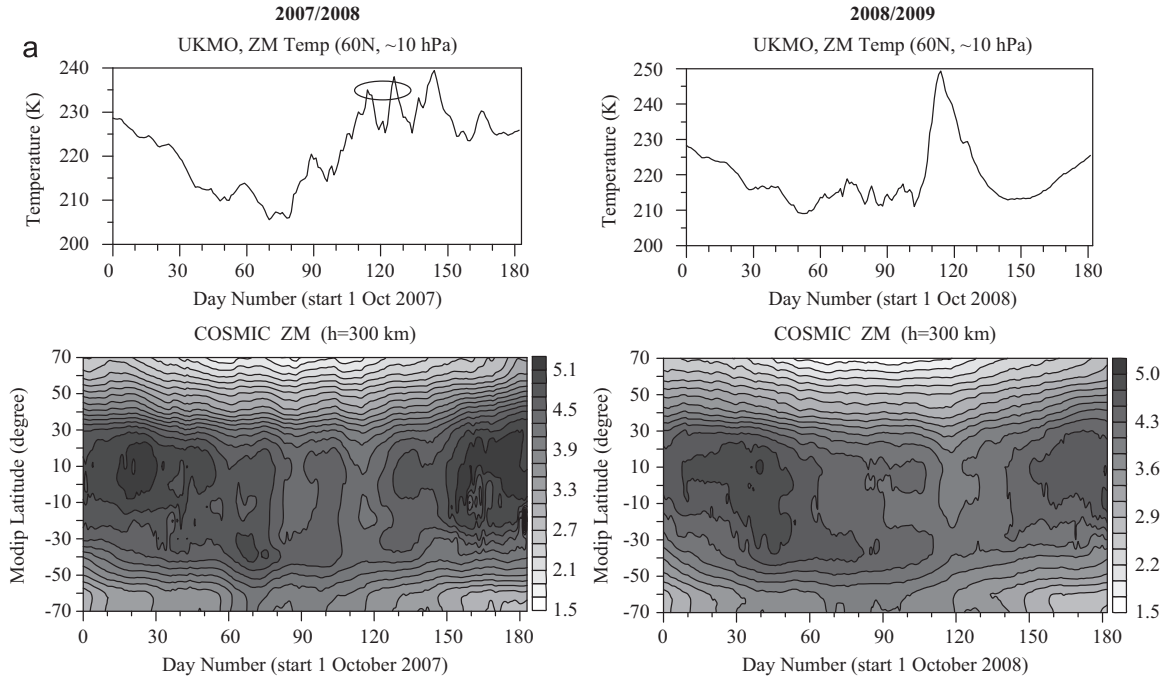 2007/2008
2008/2009
a
UKMO, ZM Temp (60N, ~10 hPa)
UKMO, ZM Temp (60N, ~10 hPa)
Temperature (K)
240
230
220
210
200
0 30 60 90 120 150 180
Day Number (start 1 Oct 2007)
Temperature (K)
250
240
230
220
210
200
0 30 60 90 120 150 180
Day Number (start 1 Oct 2008)
COSMIC ZM (h=300 km)
Modip Latitude (degree)
70
50
30
10
-10
-30
-50
-70
0 30 60 90 120 150 180
Day Number (start 1 October 2007)
5.1
4.5
3.9
3.3
2.7
2.1
1.5
COSMIC ZM (h=300 km)
Modip Latitude (degree)
70
50
30
10
-10
-30
-50
-70
0 30 60 90 120 150 180
Day Number (start 1 October 2008)
5.0
4.3
3.6
2.9
2.2
1.5